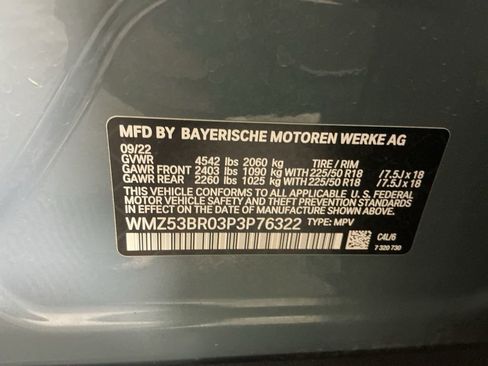 MFD BY BAYERISCHE MOTOREN WERKE AG
09/22
GVWR 4542 lbs 2060 kg TIRE / RIM
GAWR FRONT 2403 lbs 1090 kg 225/50 R18 /7.5J x 18
GAWR REAR 2260 lbs 1025 kg 225/50 R18 /7.5J x 18
THIS VEHICLE CONFORMS TO ALL APPLICABLE U.S. FEDERAL
MOTOR VEHICLE SAFETY AND THEFT PREVENTION STANDARDS
IN EFFECT ON THE DATE OF MANUFACTURE SHOWN ABOVE.
WMZ53BR03P3P76322 TYPE: MPV
C4L/6
7 320 730